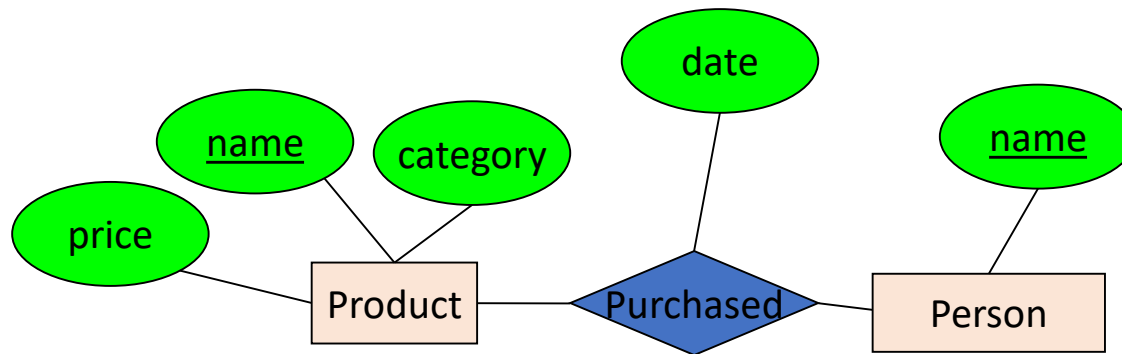 date
name
category
name
price
Product
Purchased
Person